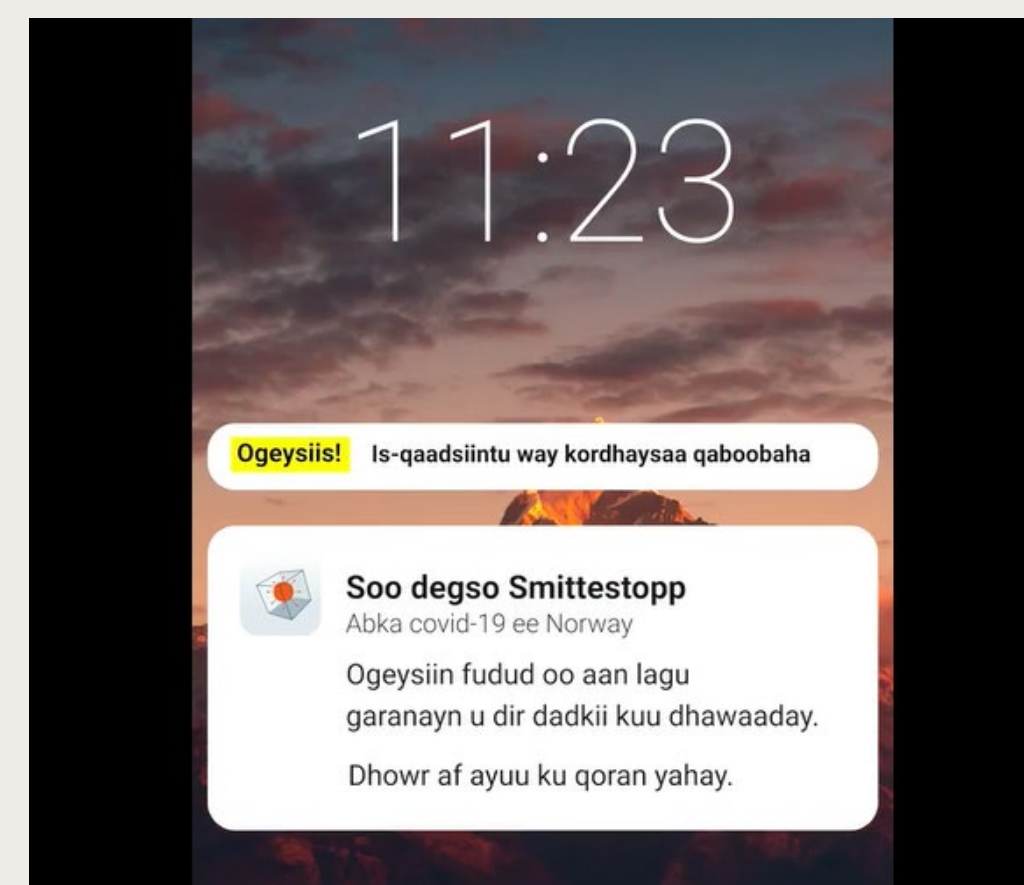 11:23
Ogeysiis! Is-qaadsiintu way kordhaysaa qaboobaha
Soo degso Smittestopp
Abka covid-19 ee Norway
Ogeysiin fudud oo aan lagu
garanayn u dir dadkii kuu dhawaaday.
Dhowr af ayuu ku qoran yahay.